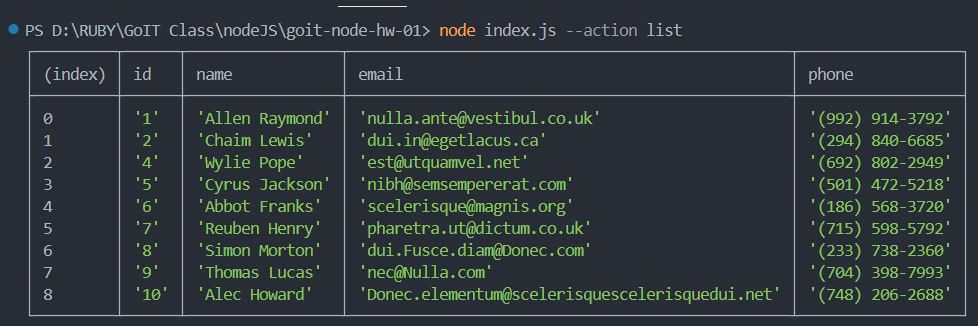 PS D:\RUBY\GoIT Class\nodeJS\goit-node-hw-01> node index.js --action list
(index) id name email phone
0 '1' 'Allen Raymond' 'nulla.ante@vestibul.co.uk' '(992) 914-3792'
1 '2' 'Chaim Lewis' 'dui.in@egetlacus.ca' '(294) 840-6685'
2 '4' 'Wylie Pope' 'est@utquamvel.net' '(692) 802-2949'
3 '5' 'Cyrus Jackson' 'nibh@semsempererat.com' '(501) 472-5218'
4 '6' 'Abbot Franks' 'scelerisque@magnis.org' '(186) 568-3720'
5 '7' 'Reuben Henry' 'pharetra.ut@dictum.co.uk' '(715) 598-5792'
6 '8' 'Simon Morton' 'dui.Fusce.diam@Donec.com' '(233) 738-2360'
7 '9' 'Thomas Lucas' 'nec@Nulla.com' '(704) 398-7993'
8 '10' 'Alec Howard' 'Donec.elementum@scelerisquescelerisquedui.net' '(748) 206-2688'